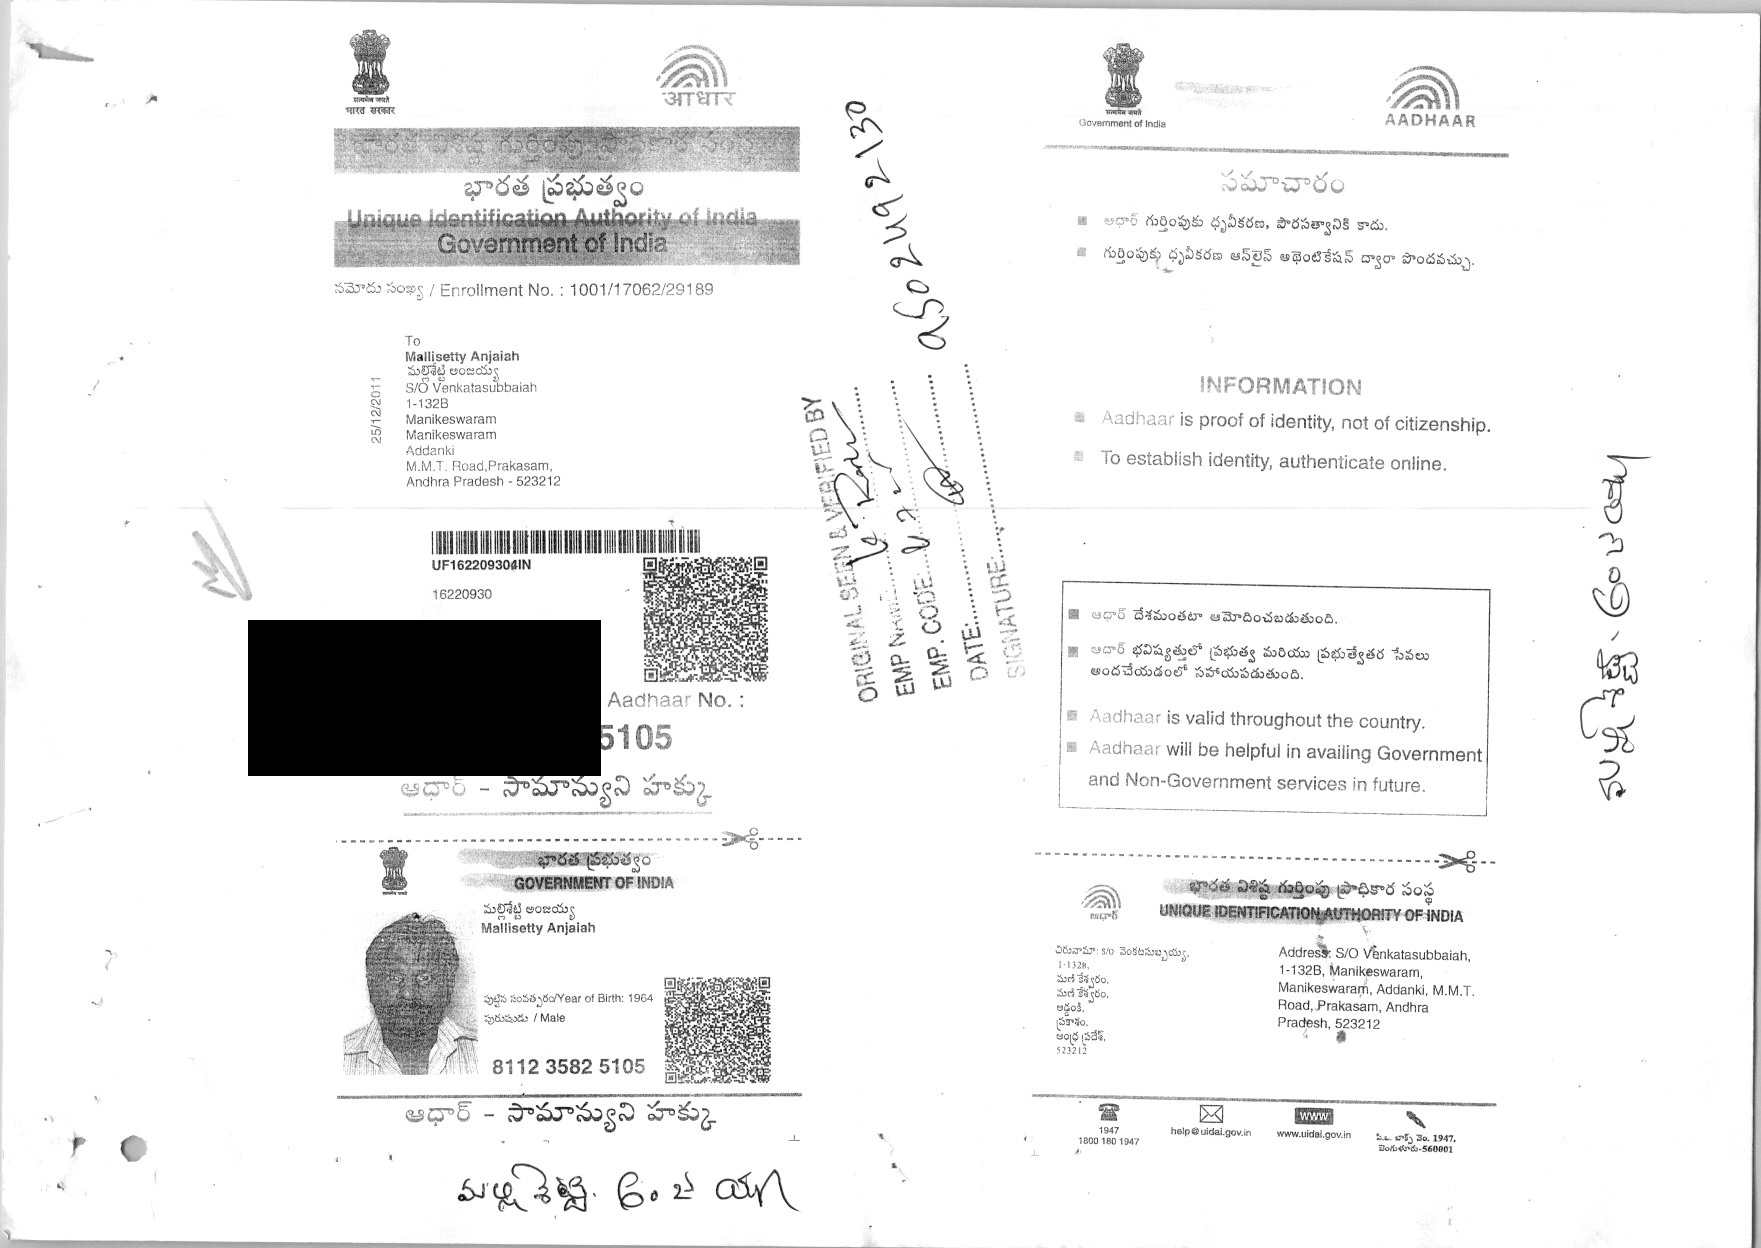 सत्यमेव जयते
भारत सरकार
आधार
భారత ప్రభుత్వం
Unique Identification Authority of India
Government of India
నమోదు సంఖ్య / Enrollment No. : 1001/17062/29189
25/12/2011
To
Mallisetty Anjaiah
మల్లిశెట్టి అంజయ్య
S/O Venkatasubbaiah
1-132B
Manikeswaram
Manikeswaram
Addanki
M.M.T. Road,Prakasam,
Andhra Pradesh - 523212
UF162209304IN
16220930
Aadhaar No. :
5105
ఆధార్ - సామాన్యుని హక్కు
భారత ప్రభుత్వం
GOVERNMENT OF INDIA
మల్లిశెట్టి అంజయ్య
Mallisetty Anjaiah
పుట్టిన సంవత్సరం/Year of Birth: 1964
పురుషుడు / Male
8112 3582 5105
ఆధార్ - సామాన్యుని హక్కు
మల్లిశెట్టి. అంజయ్య
ORIGINAL SEEN & VERIFIED BY
EMP NAME
EMP. CODE:
DATE:
SIGNATURE:
Government of India
AADHAAR
సమాచారం
ఆధార్ గుర్తింపుకు ధృవీకరణ, పౌరసత్వానికి కాదు.
గుర్తింపుకు ధృవీకరణ ఆన్‌లైన్ అథెంటికేషన్ ద్వారా పొందవచ్చు.
INFORMATION
Aadhaar is proof of identity, not of citizenship.
To establish identity, authenticate online.
ఆధార్ దేశమంతటా ఆమోదించబడుతుంది.
ఆధార్ భవిష్యత్తులో ప్రభుత్వ మరియు ప్రభుత్వేతర సేవలు
అందచేయడంలో సహాయపడుతుంది.
Aadhaar is valid throughout the country.
Aadhaar will be helpful in availing Government
and Non-Government services in future.
మల్లిశెట్టి. అంజయ్య
ఆధార్
భారత విశిష్ట గుర్తింపు ప్రాధికార సంస్థ
UNIQUE IDENTIFICATION AUTHORITY OF INDIA
చిరునామా: S/O వెంకటసుబ్బయ్య,
1-132B,
మణికేశ్వరం,
మణికేశ్వరం,
అడ్డంకి,
ప్రకాశం,
ఆంధ్ర ప్రదేశ్,
523212
Address: S/O Venkatasubbaiah,
1-132B, Manikeswaram,
Manikeswaram, Addanki, M.M.T.
Road, Prakasam, Andhra
Pradesh, 523212
1947
1800 180 1947
help@uidai.gov.in
www
www.uidai.gov.in
పి.ఒ. బాక్స్ నెం. 1947,
బెంగుళూరు-560001